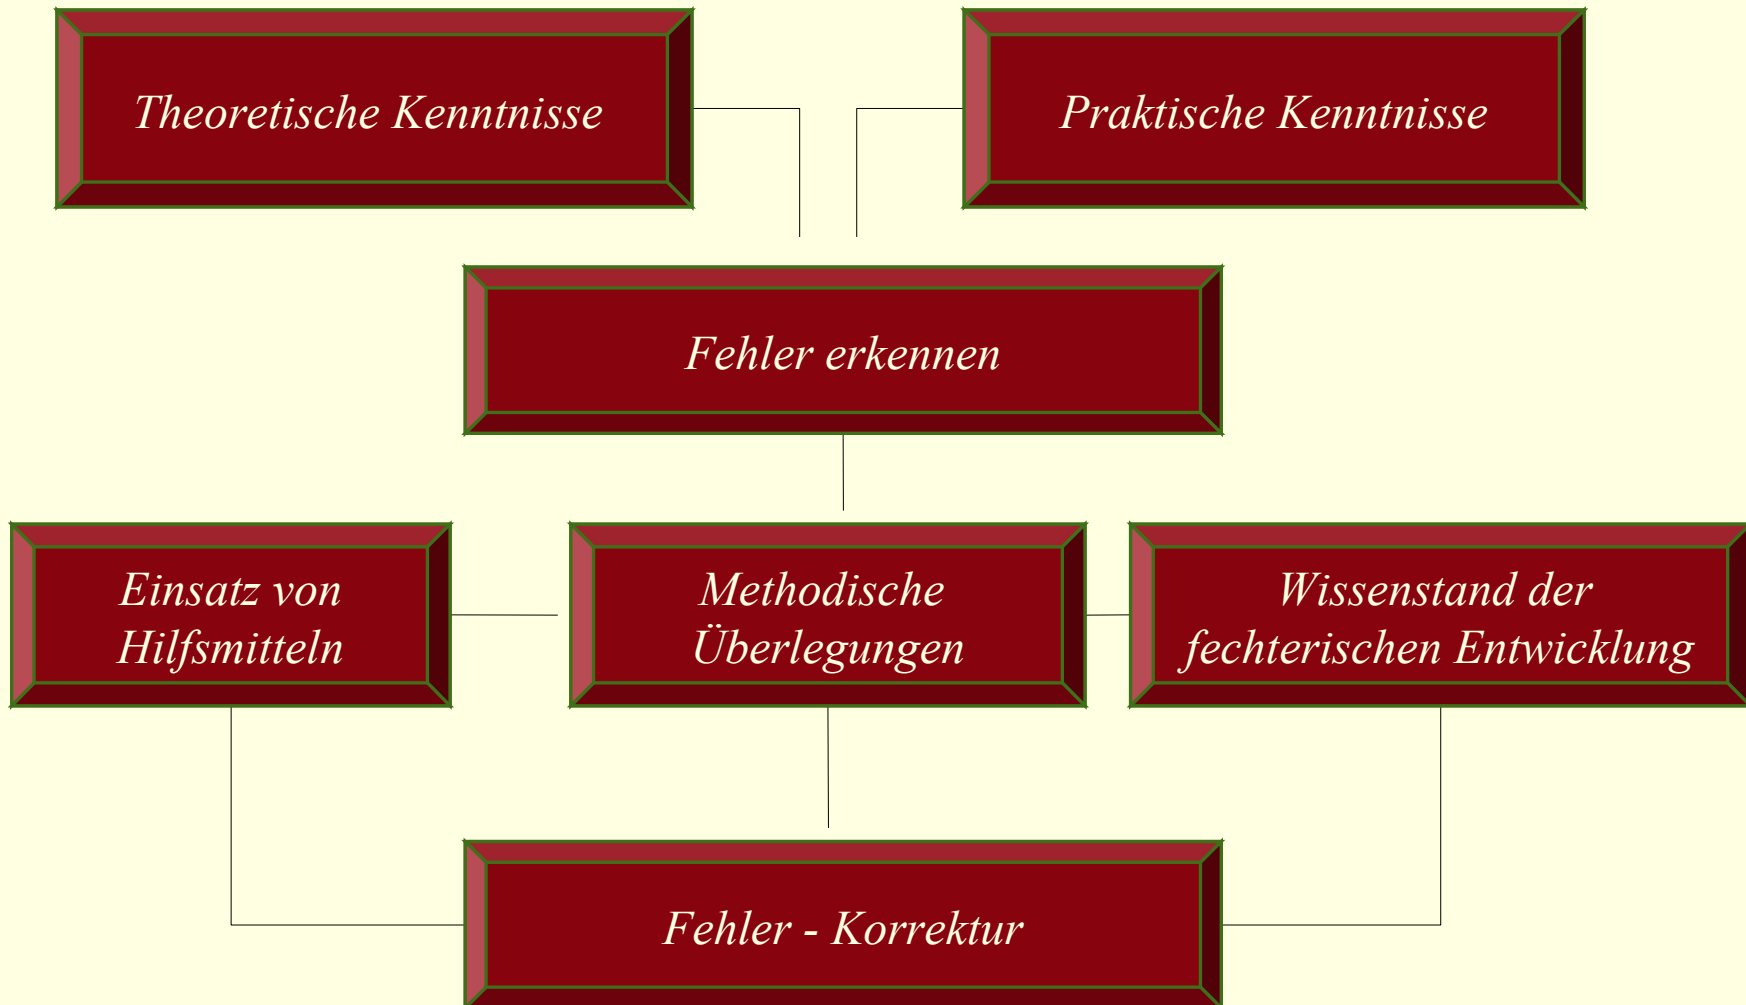 Theoretische Kenntnisse
Praktische Kenntnisse
Fehler erkennen
Einsatz von
Hilfsmitteln
Methodische
Überlegungen
Wissenstand der
fechterischen Entwicklung
Fehler - Korrektur